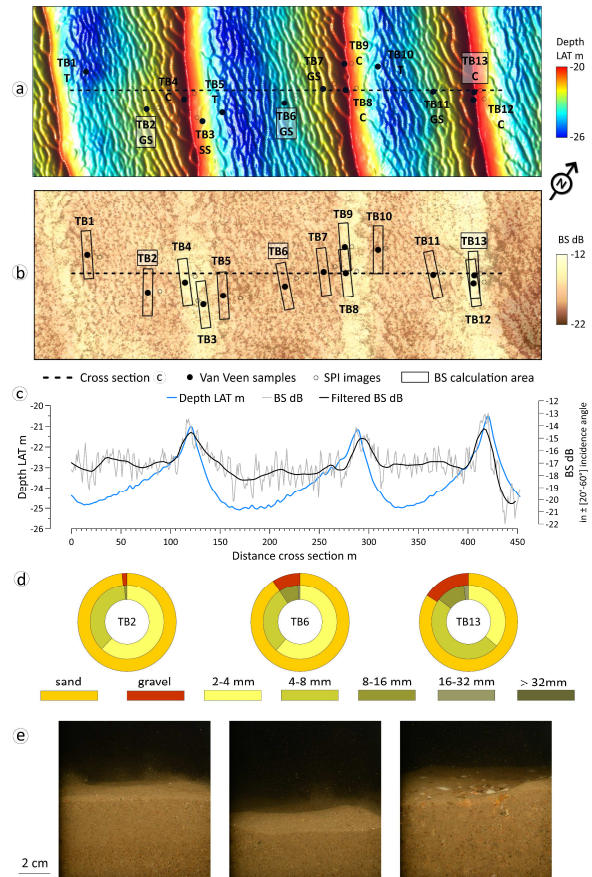 a
TB1
T
TB2
GS
TB4
C
TB3
SS
TB5
T
TB6
GS
TB7
GS
TB9
C
TB8
C
TB10
T
TB11
GS
TB13
C
TB12
C
Depth
LAT m
-20
-26
N
b
TB1
TB2
TB4
TB3
TB5
TB6
TB7
TB9
TB8
TB10
TB11
TB13
TB12
BS dB
-12
-22
Cross section c Van Veen samples SPI images BS calculation area
c
Depth LAT m BS dB Filtered BS dB
Depth LAT m
-20
-21
-22
-23
-24
-25
-26
0 50 100 150 200 250 300 350 400 450
Distance cross section m
-12
-13
-14
-15
-16
-17
-18
-19
-20
-21
-22
BS dB
in ± [20°-60°] incidence angle
d
TB2 TB6 TB13
sand gravel 2-4 mm 4-8 mm 8-16 mm 16-32 mm > 32mm
e
2 cm